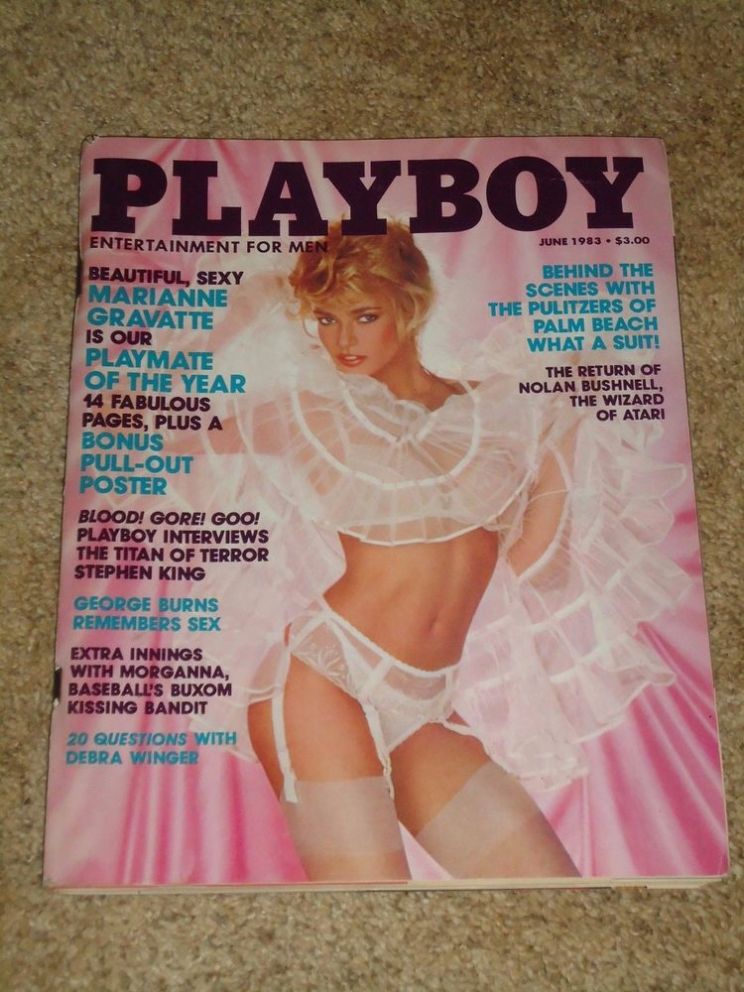 PLAYBOY
ENTERTAINMENT FOR MEN
JUNE 1983 • $3.00
BEAUTIFUL, SEXY
MARIANNE
GRAVATTE
IS OUR
PLAYMATE
OF THE YEAR
14 FABULOUS
PAGES, PLUS A
BONUS
PULL-OUT
POSTER
BLOOD! GORE! GOO!
PLAYBOY INTERVIEWS
THE TITAN OF TERROR
STEPHEN KING
GEORGE BURNS
REMEMBERS SEX
EXTRA INNINGS
WITH MORGANNA,
BASEBALL'S BUXOM
KISSING BANDIT
20 QUESTIONS WITH
DEBRA WINGER
BEHIND THE
SCENES WITH
THE PULITZERS OF
PALM BEACH
WHAT A SUIT!
THE RETURN OF
NOLAN BUSHNELL,
THE WIZARD
OF ATARI